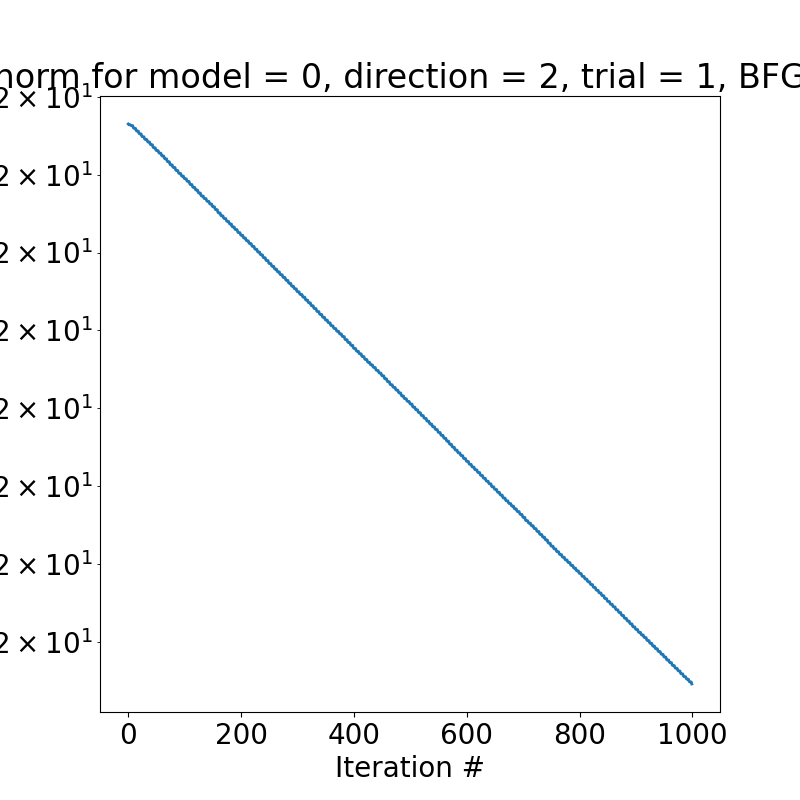 norm for model = 0, direction = 2, trial = 1, BFG
2 × 10¹
2 × 10¹
2 × 10¹
2 × 10¹
2 × 10¹
2 × 10¹
2 × 10¹
2 × 10¹
0 200 400 600 800 1000
Iteration #